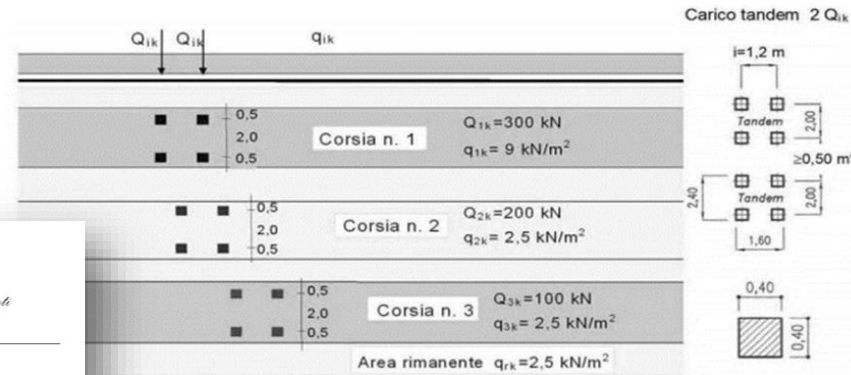 Carico tandem 2 Qik
Qik Qik qik
i=1,2 m
0,5
2,0
0,5
Corsia n. 1
Q1k=300 kN
q1k= 9 kN/m²
Tandem
2,00
≥0,50 m*
0,5
2,0
0,5
Corsia n. 2
Q2k=200 kN
q2k= 2,5 kN/m²
2,40
Tandem
2,00
1,60
0,5
2,0
0,5
Corsia n. 3
Q3k=100 kN
q3k= 2,5 kN/m²
0,40
0,40
Area rimanente qrk=2,5 kN/m²